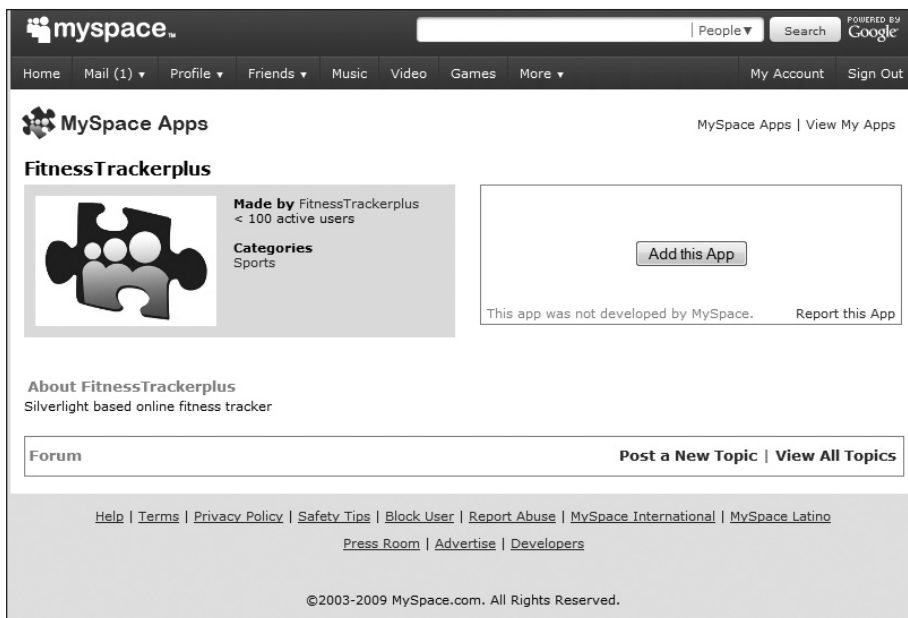 myspace™
People▼ Search POWERED BY Google™
Home Mail (1) ▾ Profile ▾ Friends ▾ Music Video Games More ▾ My Account Sign Out
MySpace Apps
MySpace Apps | View My Apps
FitnessTrackerplus
Made by FitnessTrackerplus
< 100 active users
Categories
Sports
Add this App
This app was not developed by MySpace. Report this App
About FitnessTrackerplus
Silverlight based online fitness tracker
Forum Post a New Topic | View All Topics
Help | Terms | Privacy Policy | Safety Tips | Block User | Report Abuse | MySpace International | MySpace Latino
Press Room | Advertise | Developers
©2003-2009 MySpace.com. All Rights Reserved.